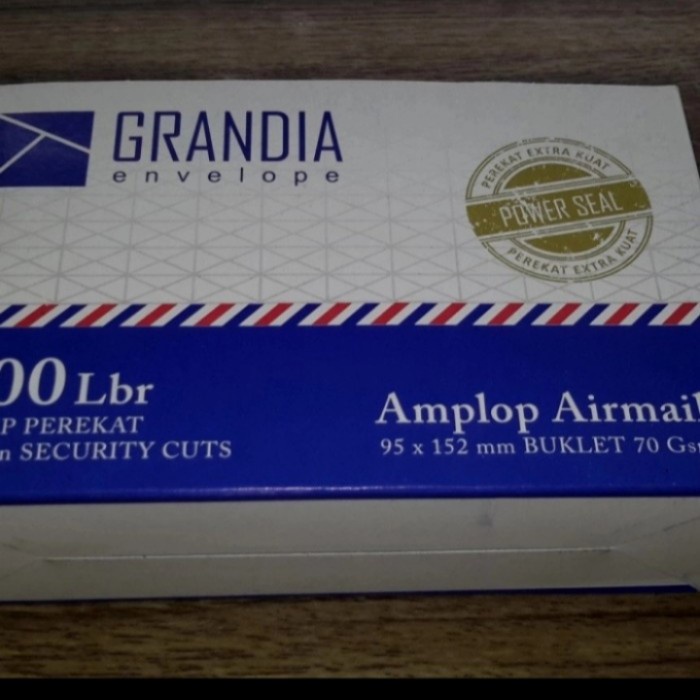 GRANDIA
envelope
PEREKAT EXTRA KUAT
POWER SEAL
PEREKAT EXTRA KUAT
00 Lbr
P PEREKAT
n SECURITY CUTS
Amplop Airmail
95 x 152 mm BUKLET 70